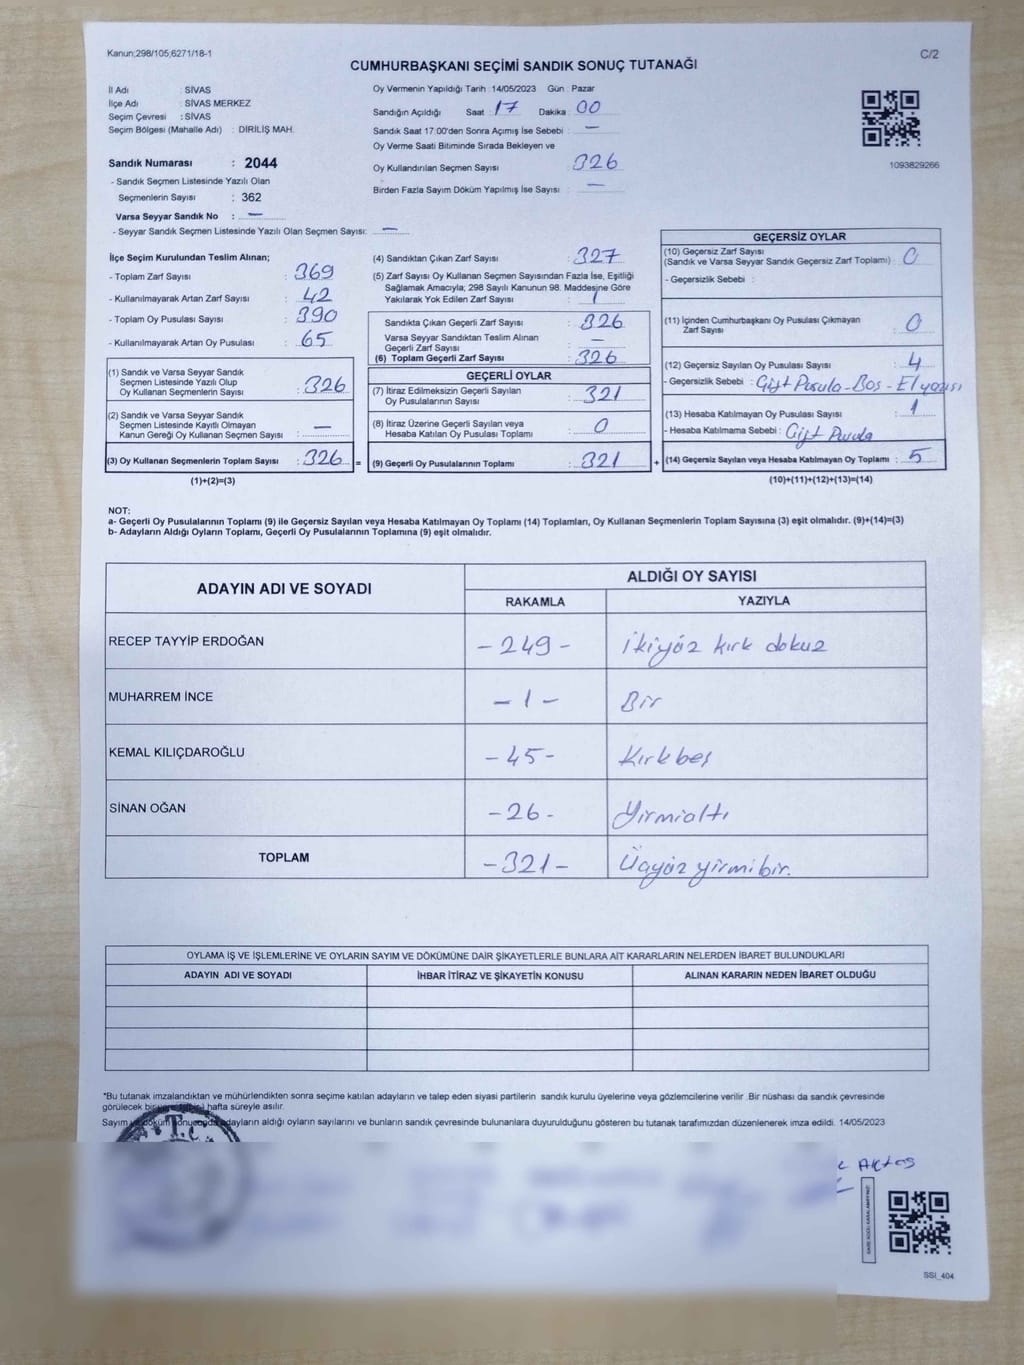 Kanun;298/105;6271/18-1
C/2
CUMHURBAŞKANI SEÇİMİ SANDIK SONUÇ TUTANAĞI
İl Adı : SİVAS
İlçe Adı : SİVAS MERKEZ
Seçim Çevresi : SİVAS
Seçim Bölgesi (Mahalle Adı) : DİRİLİŞ MAH.
Sandık Numarası : 2044
- Sandık Seçmen Listesinde Yazılı Olan
Seçmenlerin Sayısı : 362
Varsa Seyyar Sandık No : —
- Seyyar Sandık Seçmen Listesinde Yazılı Olan Seçmen Sayısı: —
Oy Vermenin Yapıldığı Tarih : 14/05/2023 Gün : Pazar
Sandığın Açıldığı Saat : 17 Dakika : 00
Sandık Saat 17:00'den Sonra Açımış İse Sebebi : —
Oy Verme Saati Bitiminde Sırada Bekleyen ve
Oy Kullandırılan Seçmen Sayısı : 326
Birden Fazla Sayım Döküm Yapılmış İse Sayısı : —
1093829266
İlçe Seçim Kurulundan Teslim Alınan;
- Toplam Zarf Sayısı : 369
- Kullanılmayarak Artan Zarf Sayısı : 42
- Toplam Oy Pusulası Sayısı : 390
- Kullanılmayarak Artan Oy Pusulası : 65
(1) Sandık ve Varsa Seyyar Sandık
Seçmen Listesinde Yazılı Olup
Oy Kullanan Seçmenlerin Sayısı : 326
(2) Sandık ve Varsa Seyyar Sandık
Seçmen Listesinde Kayıtlı Olmayan
Kanun Gereği Oy Kullanan Seçmen Sayısı : —
(3) Oy Kullanan Seçmenlerin Toplam Sayısı : 326 =
(1)+(2)=(3)
(4) Sandıktan Çıkan Zarf Sayısı : 327
(5) Zarf Sayısı Oy Kullanan Seçmen Sayısından Fazla İse, Eşitliği
Sağlamak Amacıyla; 298 Sayılı Kanunun 98. Maddesine Göre
Yakılarak Yok Edilen Zarf Sayısı : 1
Sandıkta Çıkan Geçerli Zarf Sayısı : 326
Varsa Seyyar Sandıktan Teslim Alınan
Geçerli Zarf Sayısı : —
(6) Toplam Geçerli Zarf Sayısı : 326
GEÇERLİ OYLAR
(7) İtiraz Edilmeksizin Geçerli Sayılan
Oy Pusulalarının Sayısı : 321
(8) İtiraz Üzerine Geçerli Sayılan veya
Hesaba Katılan Oy Pusulası Toplamı : 0
(9) Geçerli Oy Pusulalarının Toplamı : 321 +
GEÇERSİZ OYLAR
(10) Geçersiz Zarf Sayısı
(Sandık ve Varsa Seyyar Sandık Geçersiz Zarf Toplamı) : 0
- Geçersizlik Sebebi :
(11) İçinden Cumhurbaşkanı Oy Pusulası Çıkmayan
Zarf Sayısı : 0
(12) Geçersiz Sayılan Oy Pusulası Sayısı : 4
- Geçersizlik Sebebi : Çift Pusula-Boş-El yazısı
(13) Hesaba Katılmayan Oy Pusulası Sayısı : 1
- Hesaba Katılmama Sebebi : Çift Pusula
(14) Geçersiz Sayılan veya Hesaba Katılmayan Oy Toplamı : 5
(10)+(11)+(12)+(13)=(14)
NOT:
a- Geçerli Oy Pusulalarının Toplamı (9) ile Geçersiz Sayılan veya Hesaba Katılmayan Oy Toplamı (14) Toplamları, Oy Kullanan Seçmenlerin Toplam Sayısına (3) eşit olmalıdır. (9)+(14)=(3)
b- Adayların Aldığı Oyların Toplamı, Geçerli Oy Pusulalarının Toplamına (9) eşit olmalıdır.
ADAYIN ADI VE SOYADI
ALDIĞI OY SAYISI
RAKAMLA YAZIYLA
RECEP TAYYİP ERDOĞAN -249- ikiyüz kırk dokuz
MUHARREM İNCE -1- Bir
KEMAL KILIÇDAROĞLU -45- Kırkbeş
SİNAN OĞAN -26- Yirmialtı
TOPLAM -321- Üçyüz yirmibir.
OYLAMA İŞ VE İŞLEMLERİNE VE OYLARIN SAYIM VE DÖKÜMÜNE DAİR ŞİKAYETLERLE BUNLARA AİT KARARLARIN NELERDEN İBARET BULUNDUKLARI
ADAYIN ADI VE SOYADI İHBAR İTİRAZ VE ŞİKAYETİN KONUSU ALINAN KARARIN NEDEN İBARET OLDUĞU
*Bu tutanak imzalandıktan ve mühürlendikten sonra seçime katılan adayların ve talep eden siyasi partilerin sandık kurulu üyelerine veya gözlemcilerine verilir .Bir nüshası da sandık çevresinde
görülecek bir hafta süreyle asılır.
Sayım döküm adayların aldığı oyların sayılarını ve bunların sandık çevresinde bulunanlara duyurulduğunu gösteren bu tutanak tarafımızdan düzenlenerek imza edildi. 14/05/2023
T.C
Aktaş
SSI_404